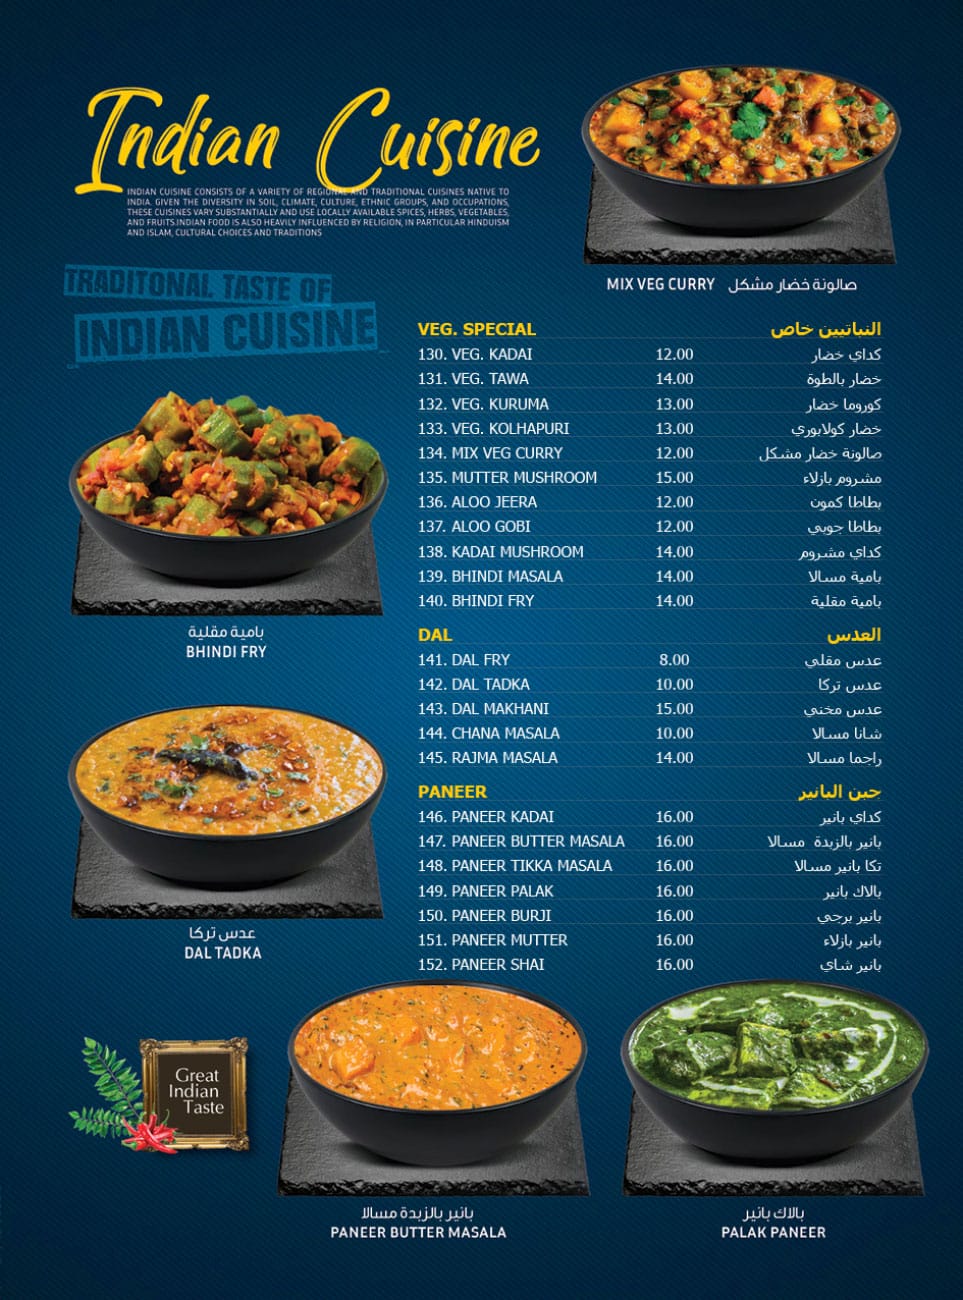 Indian Cuisine
INDIAN CUISINE CONSISTS OF A VARIETY OF REGIONAL AND TRADITIONAL CUISINES NATIVE TO
INDIA. GIVEN THE DIVERSITY IN SOIL, CLIMATE, CULTURE, ETHNIC GROUPS, AND OCCUPATIONS,
THESE CUISINES VARY SUBSTANTIALLY AND USE LOCALLY AVAILABLE SPICES, HERBS, VEGETABLES,
AND FRUITS.INDIAN FOOD IS ALSO HEAVILY INFLUENCED BY RELIGION, IN PARTICULAR HINDUISM
AND ISLAM, CULTURAL CHOICES AND TRADITIONS
MIX VEG CURRY صالونة خضار مشكل
TRADITONAL TASTE OF
INDIAN CUISINE
VEG. SPECIAL النباتيين خاص
130. VEG. KADAI 12.00 كداي خضار
131. VEG. TAWA 14.00 خضار بالطوة
132. VEG. KURUMA 13.00 كوروما خضار
133. VEG. KOLHAPURI 13.00 خضار كولابوري
134. MIX VEG CURRY 12.00 صالونة خضار مشكل
135. MUTTER MUSHROOM 15.00 مشروم بازلاء
136. ALOO JEERA 12.00 بطاطا كمون
137. ALOO GOBI 12.00 بطاطا جوبي
138. KADAI MUSHROOM 14.00 كداي مشروم
139. BHINDI MASALA 14.00 بامية مسالا
140. BHINDI FRY 14.00 بامية مقلية
بامية مقلية
BHINDI FRY
DAL العدس
141. DAL FRY 8.00 عدس مقلي
142. DAL TADKA 10.00 عدس تركا
143. DAL MAKHANI 15.00 عدس مخني
144. CHANA MASALA 10.00 شانا مسالا
145. RAJMA MASALA 14.00 راجما مسالا
PANEER جبن البانير
146. PANEER KADAI 16.00 كداي بانير
147. PANEER BUTTER MASALA 16.00 بانير بالزبدة مسالا
148. PANEER TIKKA MASALA 16.00 تكا بانير مسالا
149. PANEER PALAK 16.00 بالاك بانير
150. PANEER BURJI 16.00 بانير برجي
151. PANEER MUTTER 16.00 بانير بازلاء
152. PANEER SHAI 16.00 بانير شاي
عدس تركا
DAL TADKA
Great
Indian
Taste
بانير بالزبدة مسالا
PANEER BUTTER MASALA
بالاك بانير
PALAK PANEER